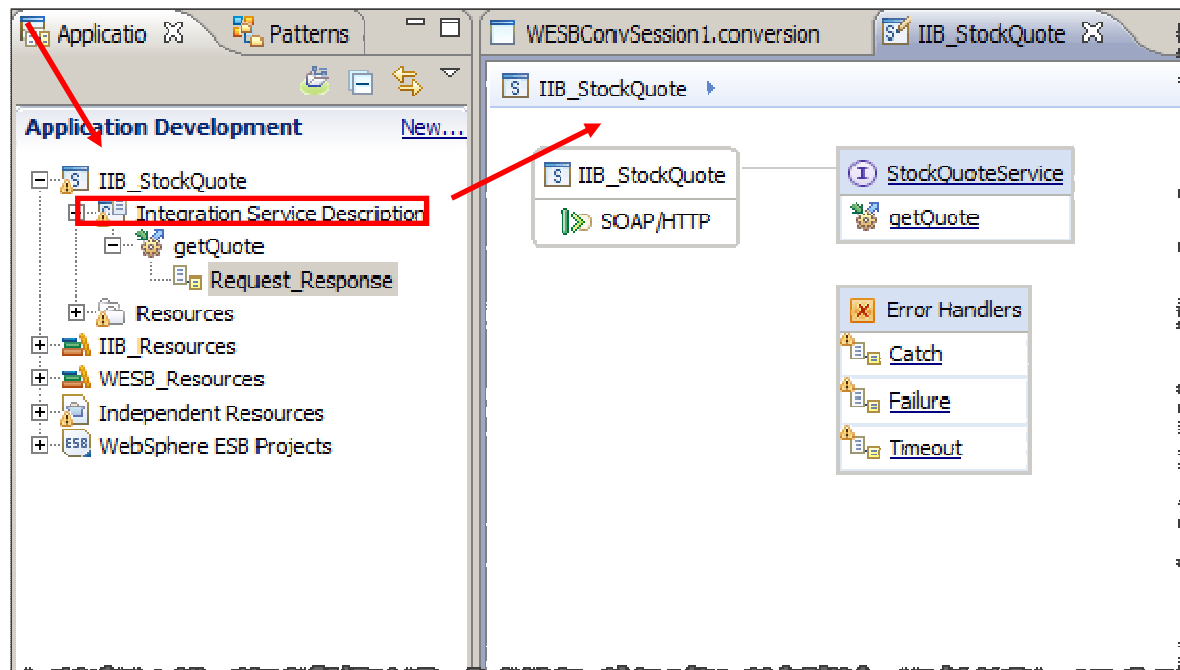 Applicatio
Patterns
WESBConvSession1.conversion
IIB_StockQuote
IIB_StockQuote
Application Development
New...
IIB_StockQuote
Integration Service Description
getQuote
Request_Response
Resources
IIB_Resources
WESB_Resources
Independent Resources
WebSphere ESB Projects
IIB_StockQuote
SOAP/HTTP
StockQuoteService
getQuote
Error Handlers
Catch
Failure
Timeout